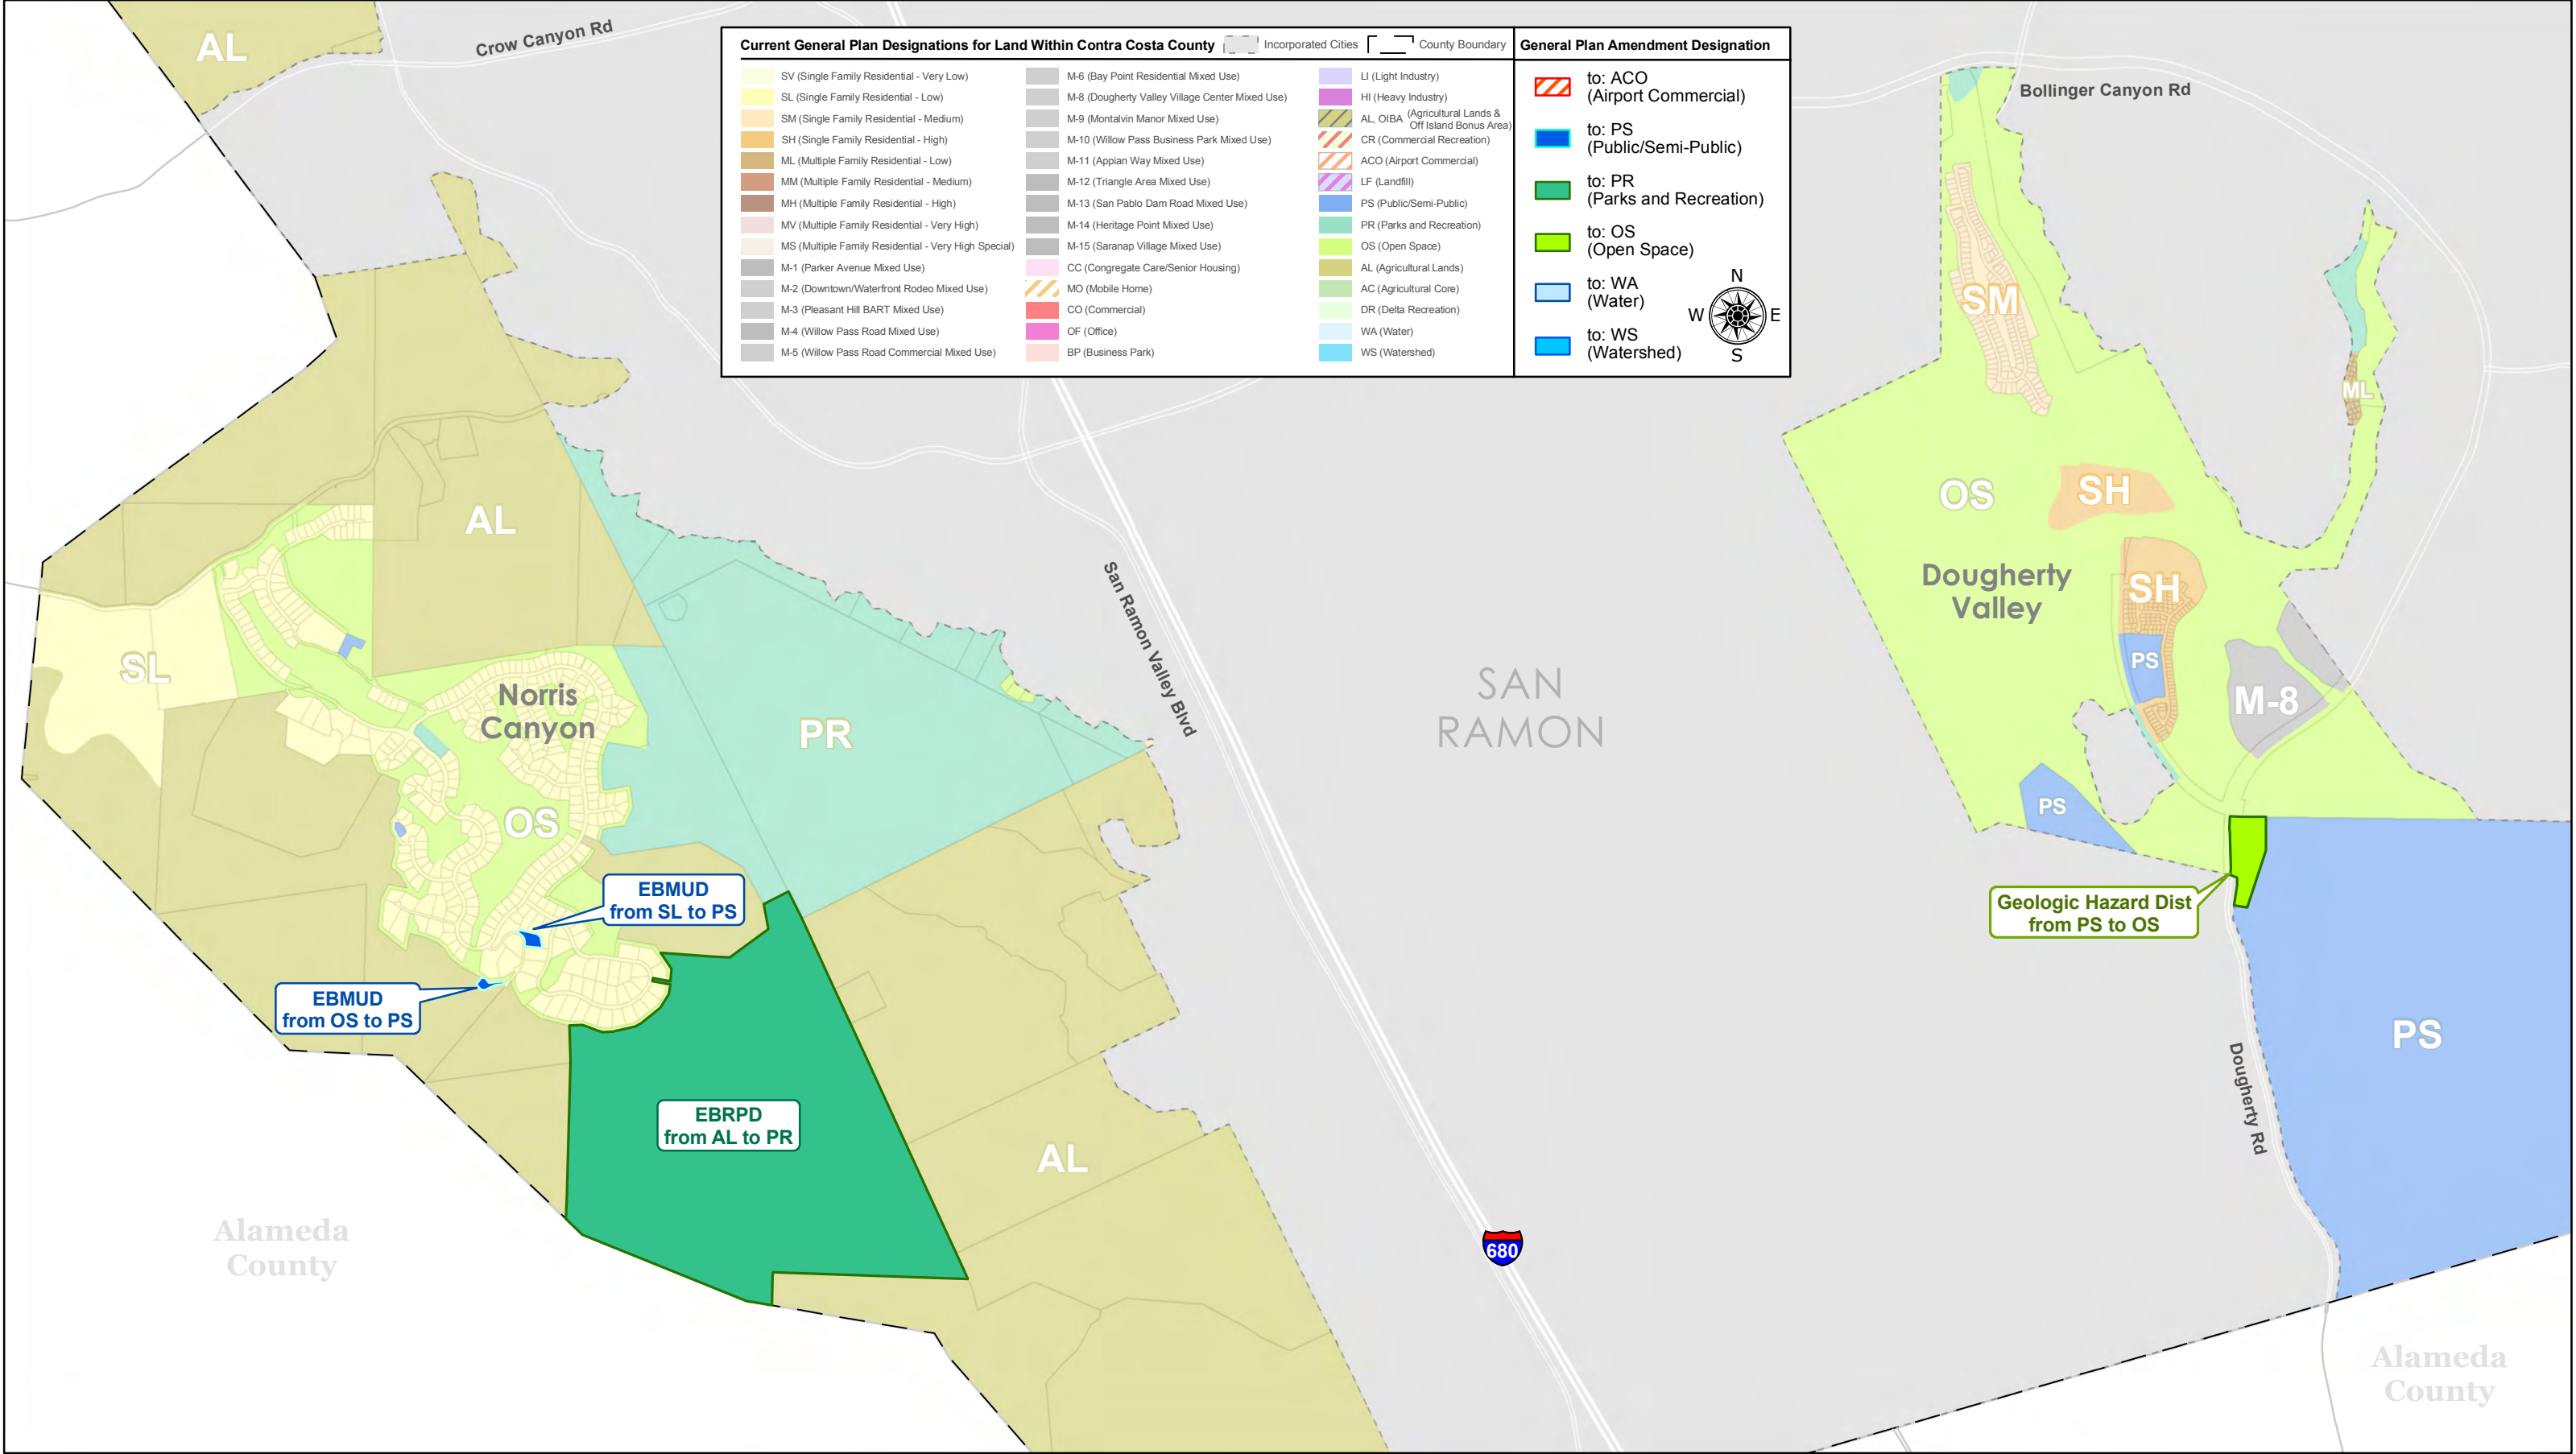 AL
Crow Canyon Rd
Current General Plan Designations for Land Within Contra Costa County
Incorporated Cities
County Boundary
SV (Single Family Residential - Very Low)
SL (Single Family Residential - Low)
SM (Single Family Residential - Medium)
SH (Single Family Residential - High)
ML (Multiple Family Residential - Low)
MM (Multiple Family Residential - Medium)
MH (Multiple Family Residential - High)
MV (Multiple Family Residential - Very High)
MS (Multiple Family Residential - Very High Special)
M-1 (Parker Avenue Mixed Use)
M-2 (Downtown/Waterfront Rodeo Mixed Use)
M-3 (Pleasant Hill BART Mixed Use)
M-4 (Willow Pass Road Mixed Use)
M-5 (Willow Pass Road Commercial Mixed Use)
M-6 (Bay Point Residential Mixed Use)
M-8 (Dougherty Valley Village Center Mixed Use)
M-9 (Montalvin Manor Mixed Use)
M-10 (Willow Pass Business Park Mixed Use)
M-11 (Appian Way Mixed Use)
M-12 (Triangle Area Mixed Use)
M-13 (San Pablo Dam Road Mixed Use)
M-14 (Heritage Point Mixed Use)
M-15 (Saranap Village Mixed Use)
CC (Congregate Care/Senior Housing)
MO (Mobile Home)
CO (Commercial)
OF (Office)
BP (Business Park)
LI (Light Industry)
HI (Heavy Industry)
AL, OIBA (Agricultural Lands &
Off Island Bonus Area)
CR (Commercial Recreation)
ACO (Airport Commercial)
LF (Landfill)
PS (Public/Semi-Public)
PR (Parks and Recreation)
OS (Open Space)
AL (Agricultural Lands)
AC (Agricultural Core)
DR (Delta Recreation)
WA (Water)
WS (Watershed)
General Plan Amendment Designation
to: ACO
(Airport Commercial)
to: PS
(Public/Semi-Public)
to: PR
(Parks and Recreation)
to: OS
(Open Space)
to: WA
(Water)
to: WS
(Watershed)
N
W
E
S
Bollinger Canyon Rd
SM
ML
OS
SH
Dougherty
Valley
SH
PS
M-8
PS
AL
SL
Norris
Canyon
PR
OS
San Ramon Valley Blvd
SAN
RAMON
EBMUD
from SL to PS
EBMUD
from OS to PS
Geologic Hazard Dist
from PS to OS
PS
Dougherty Rd
EBRPD
from AL to PR
AL
680
Alameda
County
Alameda
County